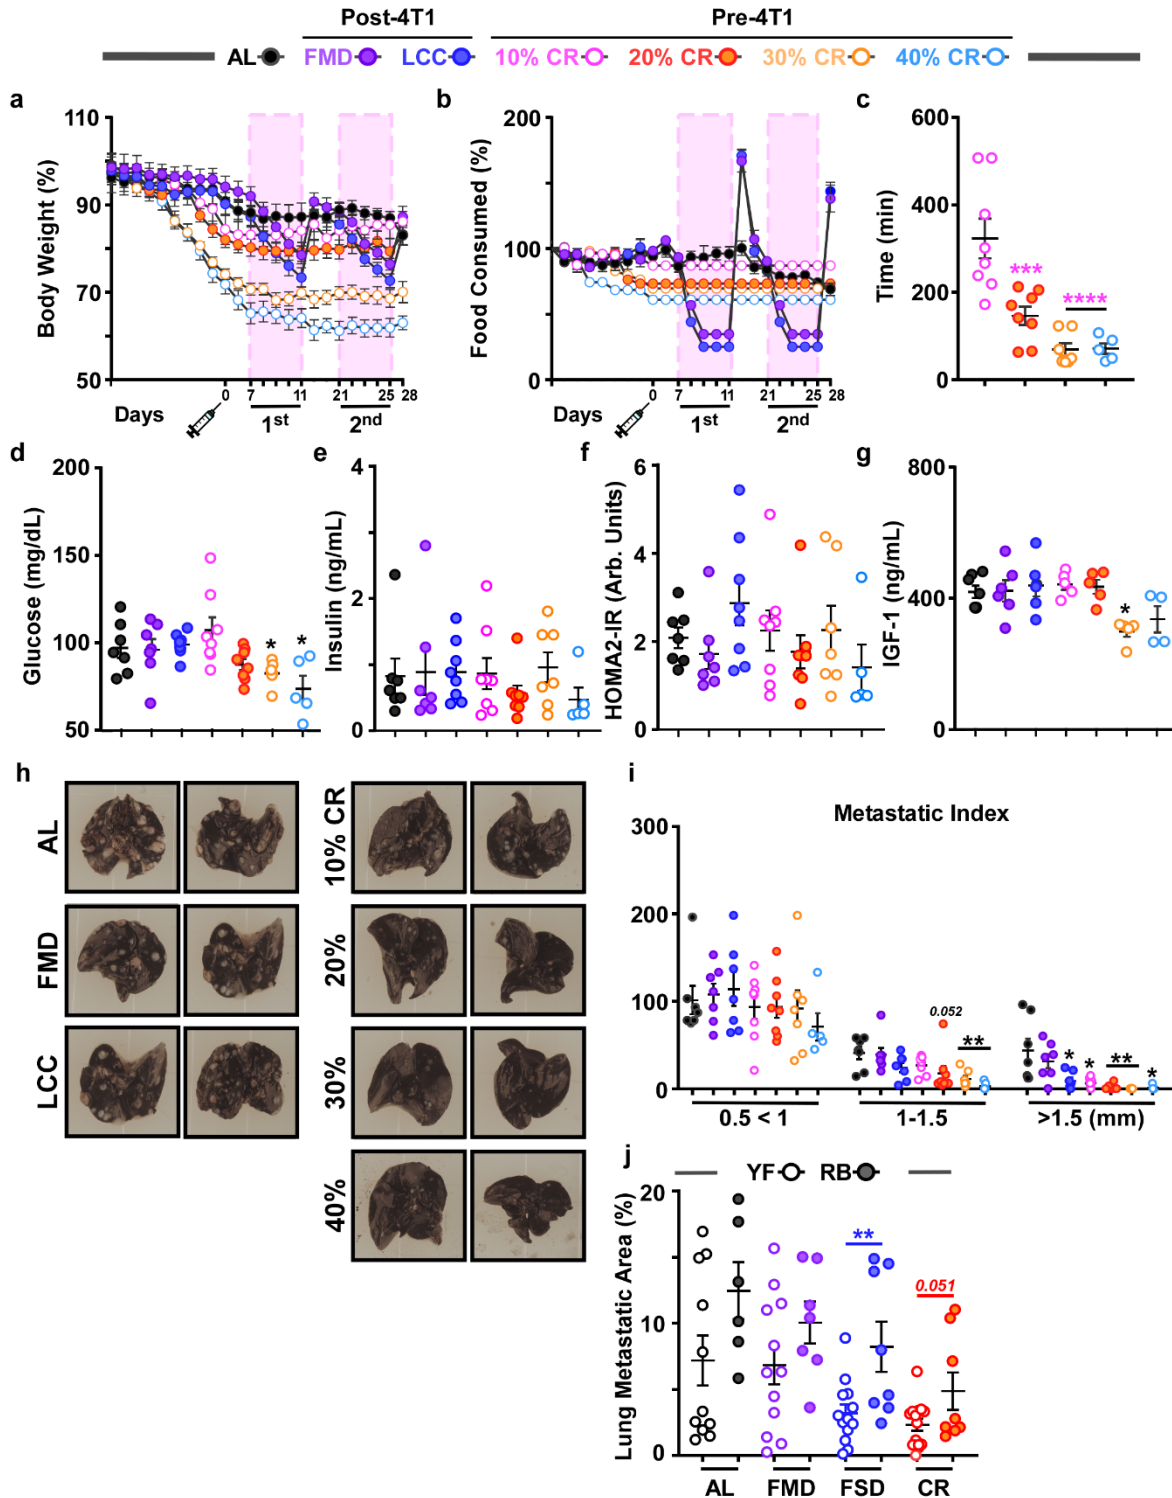 Post-4T1 Pre-4T1
AL FMD LCC 10% CR 20% CR 30% CR 40% CR
a
110
90
70
50
Body Weight (%)
Days
0 7 11 21 25 28
1st 2nd
b
200
100
0
Food Consumed (%)
0 7 11 21 25 28
1st 2nd
c
600
400
200
0
Time (min)
***
****
d
200
150
100
50
Glucose (mg/dL)
* *
e
4
2
0
Insulin (ng/mL)
f
6
4
2
0
HOMA2-IR (Arb. Units)
g
800
400
0
IGF-1 (ng/mL)
*
h
AL
FMD
LCC
10% CR
20%
30%
40%
i
Metastatic Index
300
200
100
0
0.052
**
* * ** *
0.5 < 1 1-1.5 >1.5 (mm)
j
YF RB
20
10
0
Lung Metastatic Area (%)
**
0.051
AL FMD FSD CR